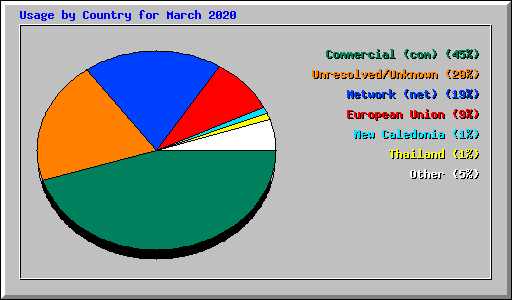 Usage by Country for March 2020
Commercial (com) (45%)
Unresolved/Unknown (20%)
Network (net) (19%)
European Union (9%)
New Caledonia (1%)
Thailand (1%)
Other (5%)